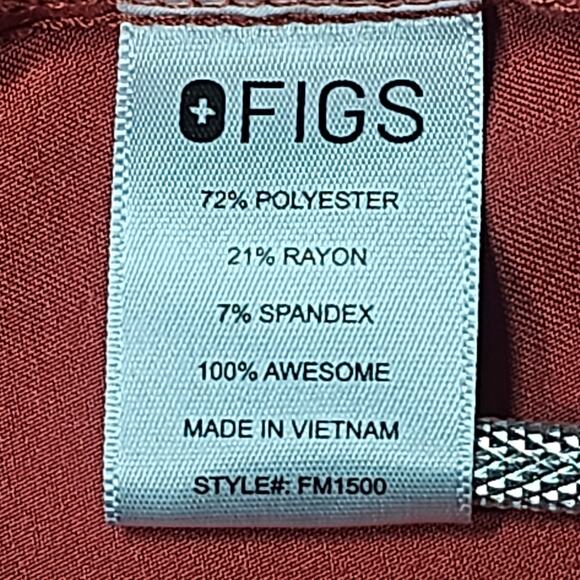 FIGS
72% POLYESTER
21% RAYON
7% SPANDEX
100% AWESOME
MADE IN VIETNAM
STYLE#: FM1500